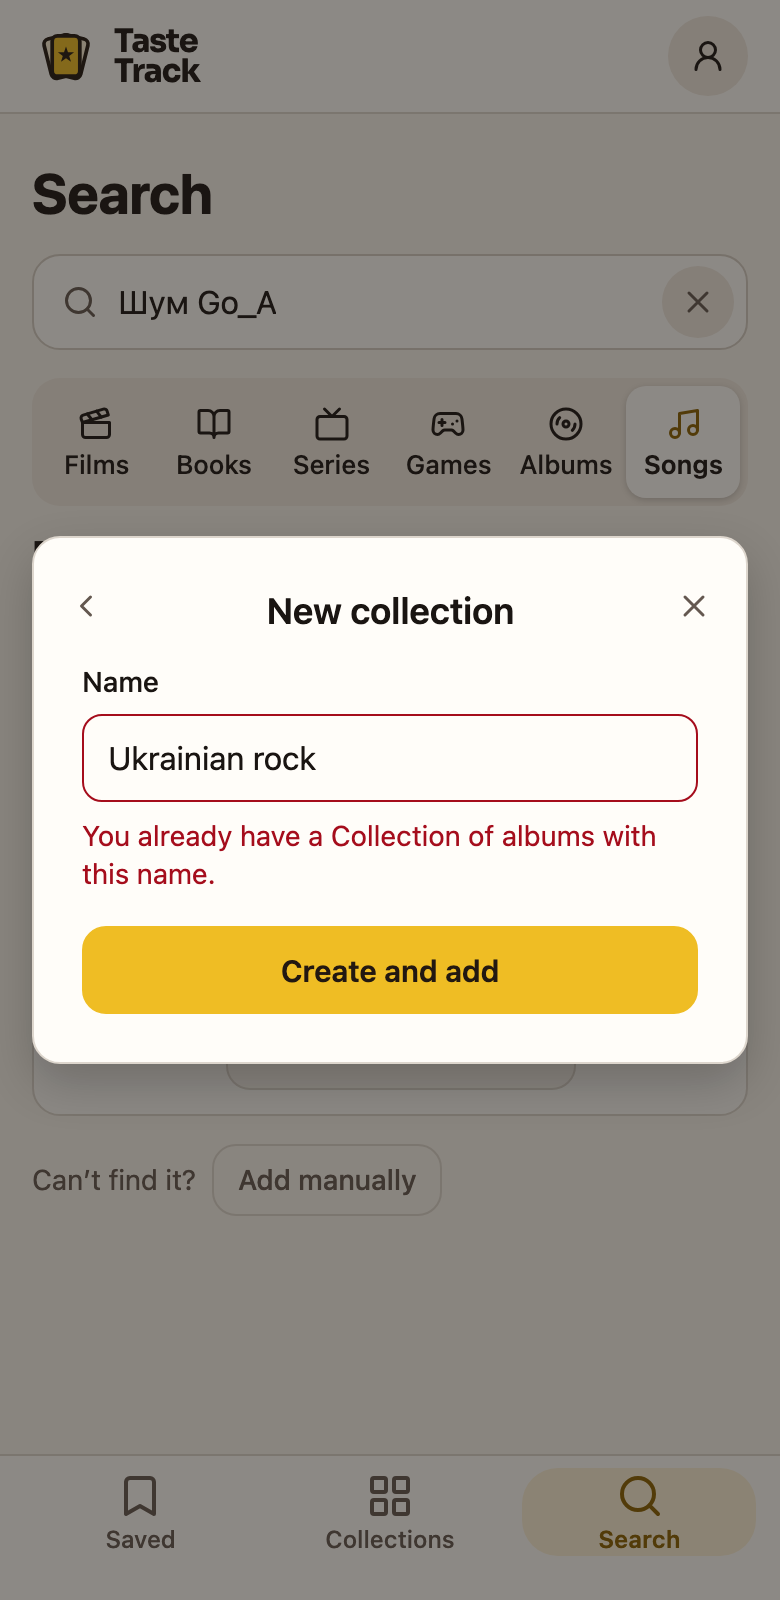 Taste
Track
Search
Шум Go_A
Films
Books
Series
Games
Albums
Songs
New collection
Name
Ukrainian rock
You already have a Collection of albums with
this name.
Create and add
Can't find it?
Add manually
Saved
Collections
Search